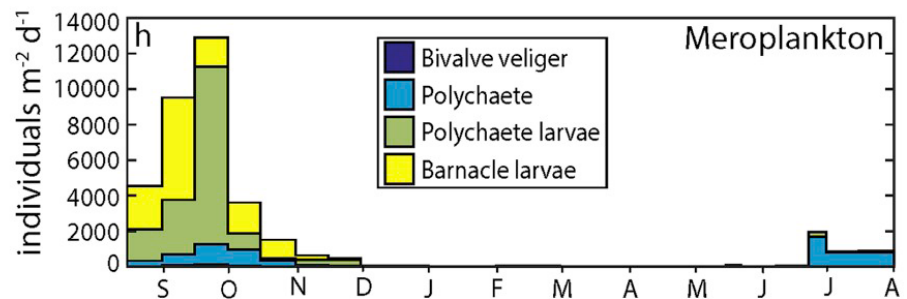 h
Meroplankton
individuals m⁻² d⁻¹
14000
12000
10000
8000
6000
4000
2000
0
Bivalve veliger
Polychaete
Polychaete larvae
Barnacle larvae
S O N D J F M A M J J A